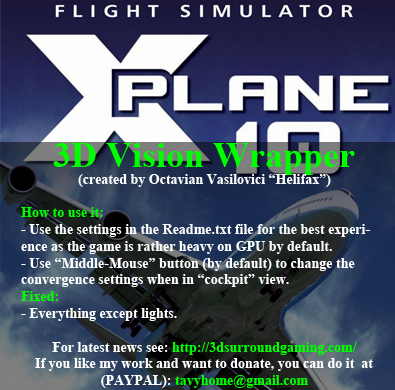 FLIGHT SIMULATOR
X PLANE
10
3D Vision Wrapper
(created by Octavian Vasilovici “Helifax”)
How to use it:
- Use the settings in the Readme.txt file for the best experi-
ence as the game is rather heavy on GPU by default.
- Use “Middle-Mouse” button (by default) to change the
convergence settings when in “cockpit” view.
Fixed:
- Everything except lights.
For latest news see: http://3dsurroundgaming.com/
If you like my work and want to donate, you can do it  at
(PAYPAL): tavyhome@gmail.com